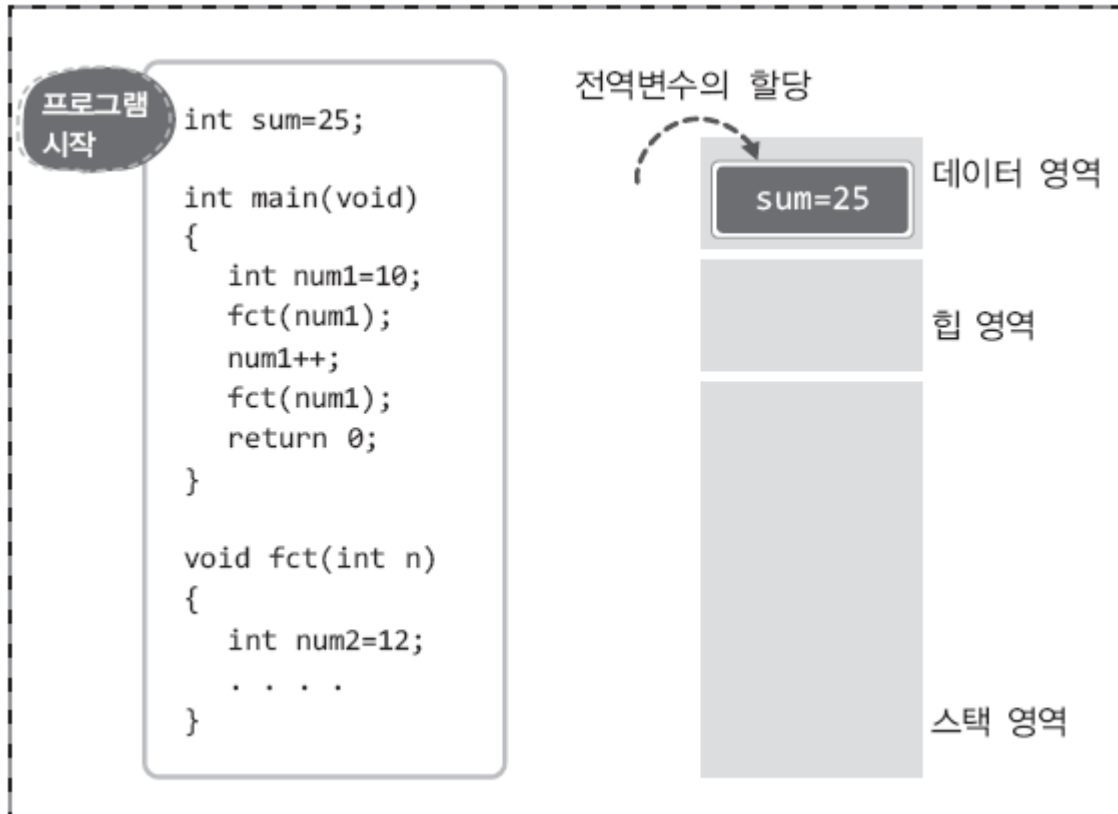 프로그램
시작
int sum=25;
int main(void)
{
int num1=10;
fct(num1);
num1++;
fct(num1);
return 0;
}
void fct(int n)
{
int num2=12;
. . . .
}
전역변수의 할당
sum=25
데이터 영역
힙 영역
스택 영역